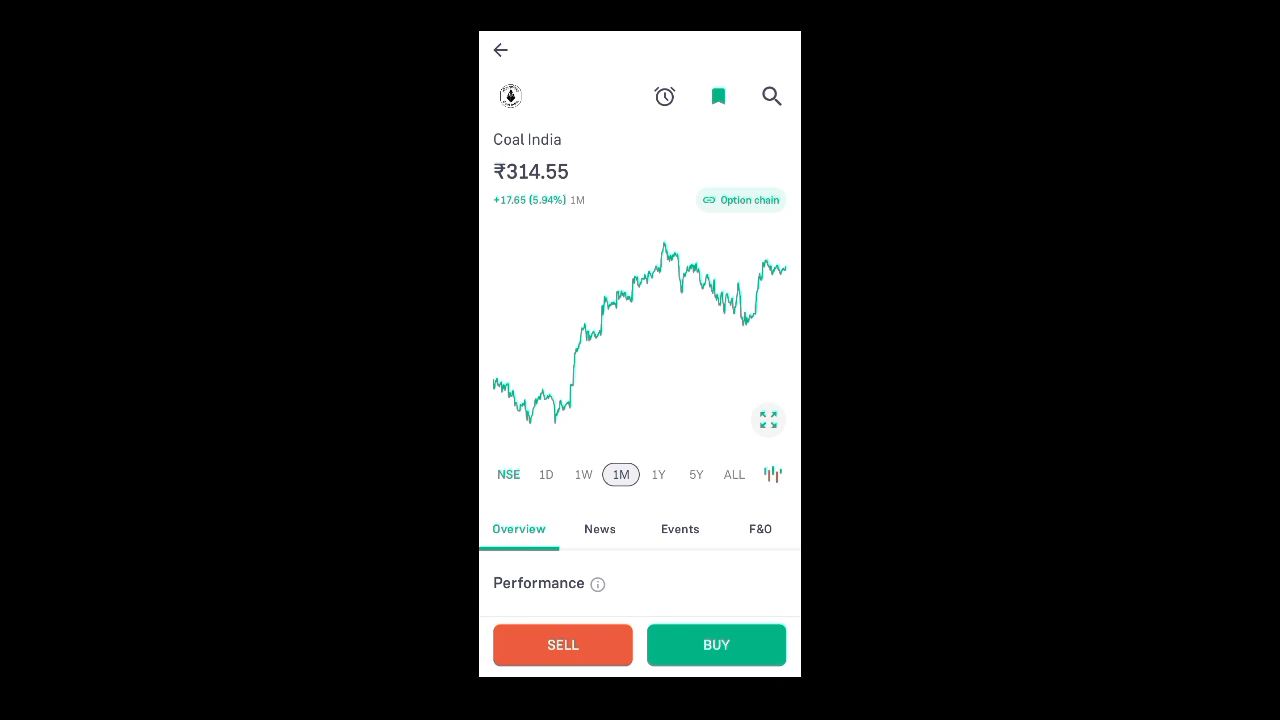 Coal India
₹314.55
+17.65 (5.94%) 1M
Option chain
NSE 1D 1W 1M 1Y 5Y ALL
Overview News Events F&O
Performance
SELL BUY